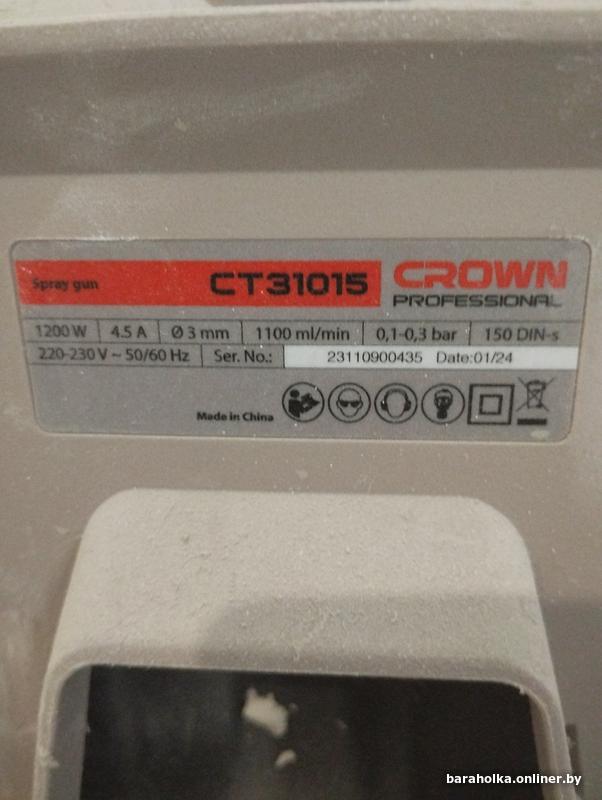 Spray gun CT31015 CROWN
PROFESSIONAL
1200 W 4.5 A Ø 3 mm 1100 ml/min 0,1-0,3 bar 150 DIN-s
220-230 V ~ 50/60 Hz Ser. No.: 23110900435 Date:01/24
Made in China
baraholka.onliner.by